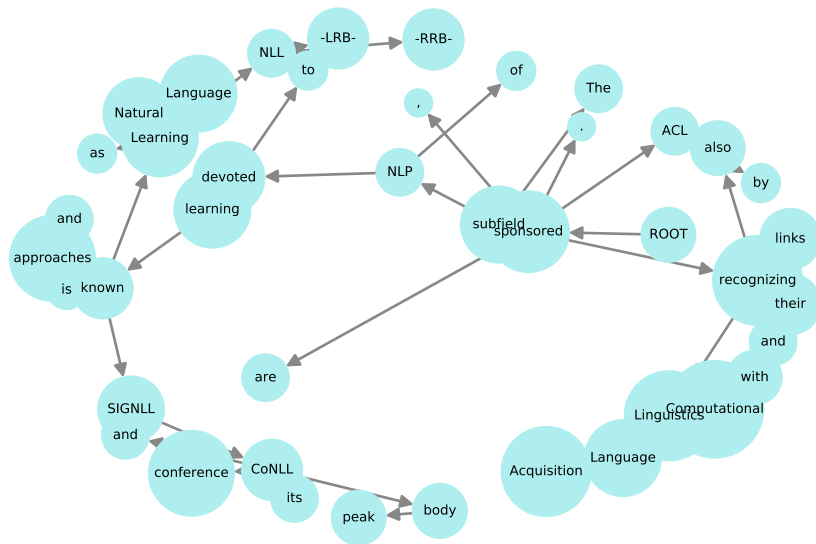 -LRB-
-RRB-
NLL
to
of
Language
The
Natural
,
.
ACL
Learning
also
as
NLP
by
devoted
learning
and
subfield
sponsored
ROOT
links
approaches
is
known
recognizing
their
and
are
with
SIGNLL
Linguistics
Computational
and
conference
CoNLL
Acquisition
Language
its
peak
body